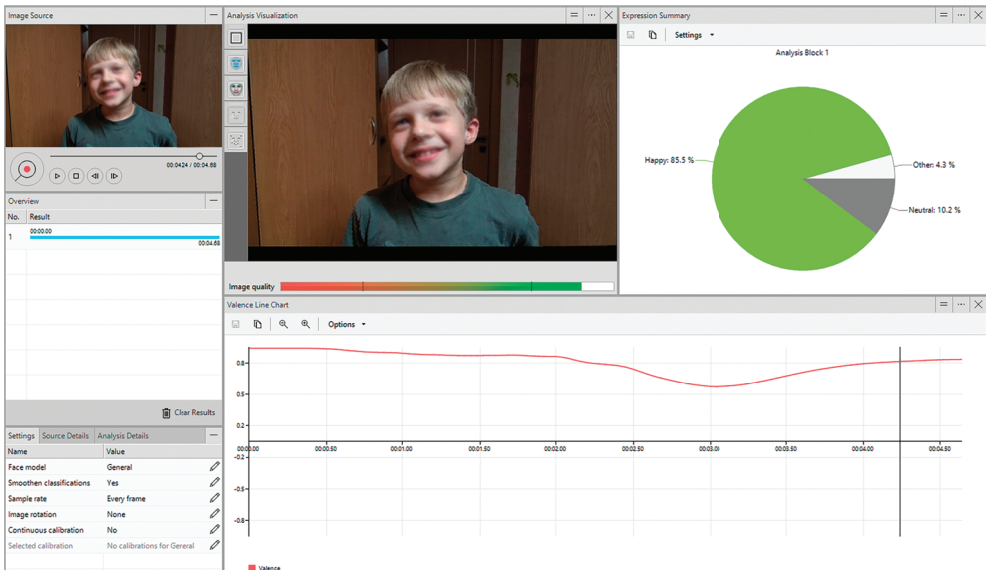 Image Source
00:0424 / 00:04.68
Overview
No. Result
1
00:00.00
00:04.68
Clrar Results
Settings Source Details Analysis Details
Name Value
Face model General
Smoothen classifications Yes
Sample rate Every frame
Image rotation None
Continuous calibration No
Selected calibration No calibrations for General
Analysis Visualization
Image quality
Expression Summary
Settings
Analysis Block 1
Happy: 85.5 %
Other: 4.3 %
Neutral: 10.2 %
Valence Line Chart
Options
0.8
0.5
0.2
00:00.00 00:00.50 00:01.00 00:01.50 00:02.00 00:02.50 00:03.00 00:03.50 00:04.00 00:04.50
-0.2
-0.5
-0.8
Valence